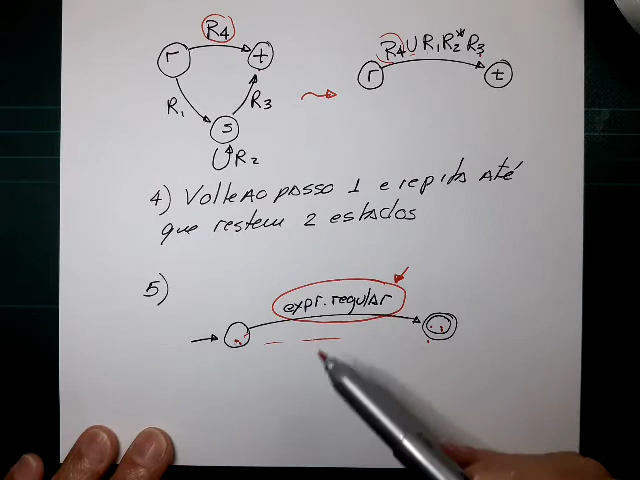 R4
r
t
R1
R3
s
R2
R4 ∪ R1R2*R3
r
t
4) VOLTE AO PASSO 1 e repita ATÉ
que restem 2 estados
5)
expr. regular